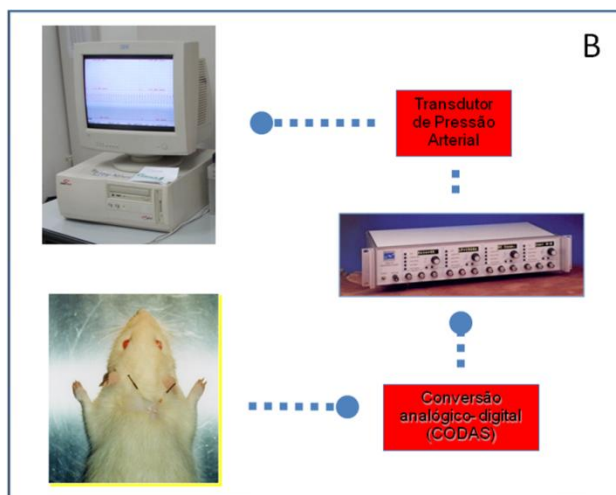 B
Transdutor
de Pressão
Arterial
Conversão
analógico-digital
(CODAS)